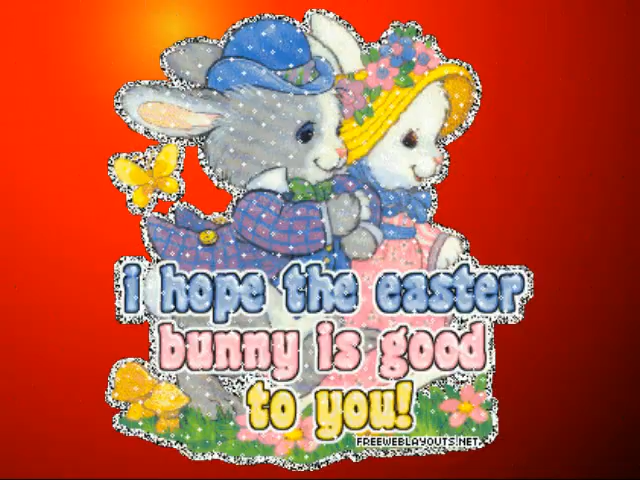 i hope the easter
bunny is good
to you!
FREEWEBLAYOUTS.NET